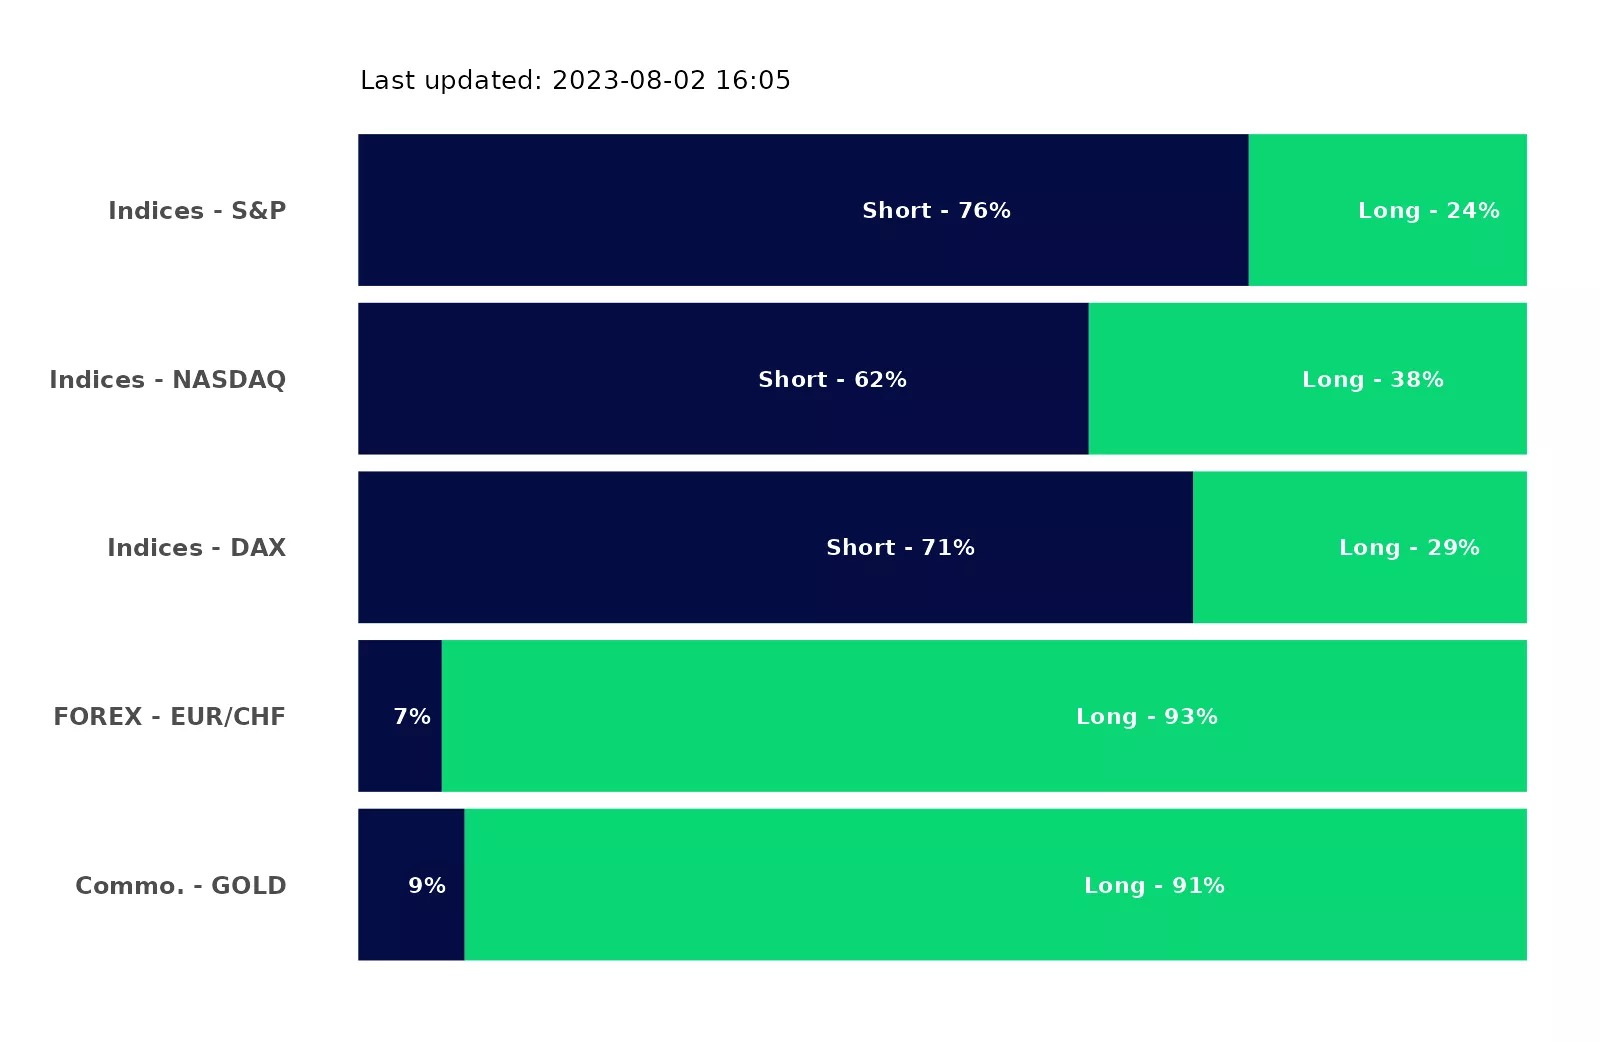 Last updated: 2023-08-02 16:05
Indices - S&P Short - 76% Long - 24%
Indices - NASDAQ Short - 62% Long - 38%
Indices - DAX Short - 71% Long - 29%
FOREX - EUR/CHF 7% Long - 93%
Commo. - GOLD 9% Long - 91%